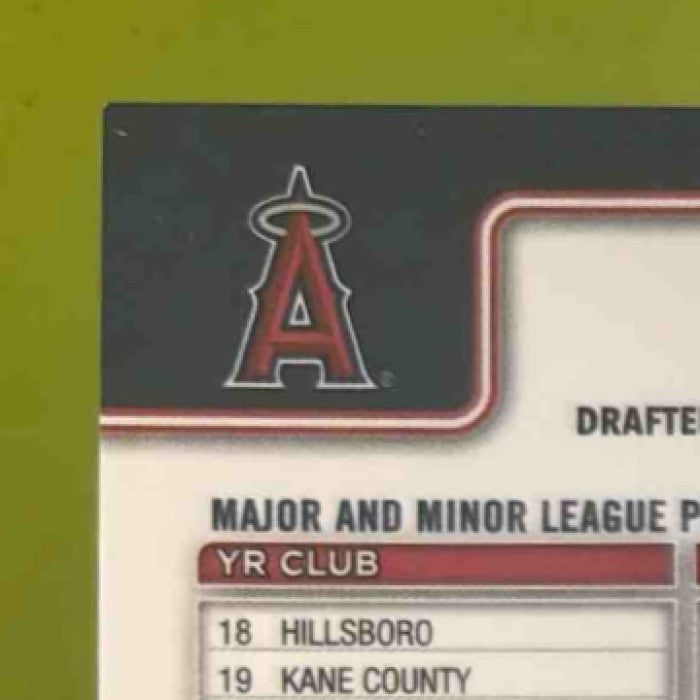 A
DRAFTE
MAJOR AND MINOR LEAGUE P
YR CLUB
18 HILLSBORO
19 KANE COUNTY